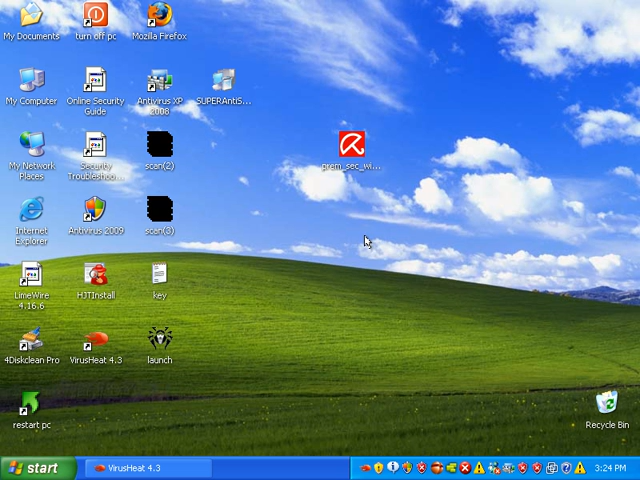 My Documents
turn off pc
Mozilla Firefox
My Computer
Online Security
Guide
Antivirus XP
2008
SUPERAntiS...
My Network
Places
Security
Troubleshoo...
scan(2)
prem_sec_wi...
Internet
Explorer
Antivirus 2009
scan(3)
LimeWire
4.16.6
HJTInstall
key
4Diskclean Pro
VirusHeat 4.3
launch
restart pc
Recycle Bin
start
VirusHeat 4.3
3:24 PM